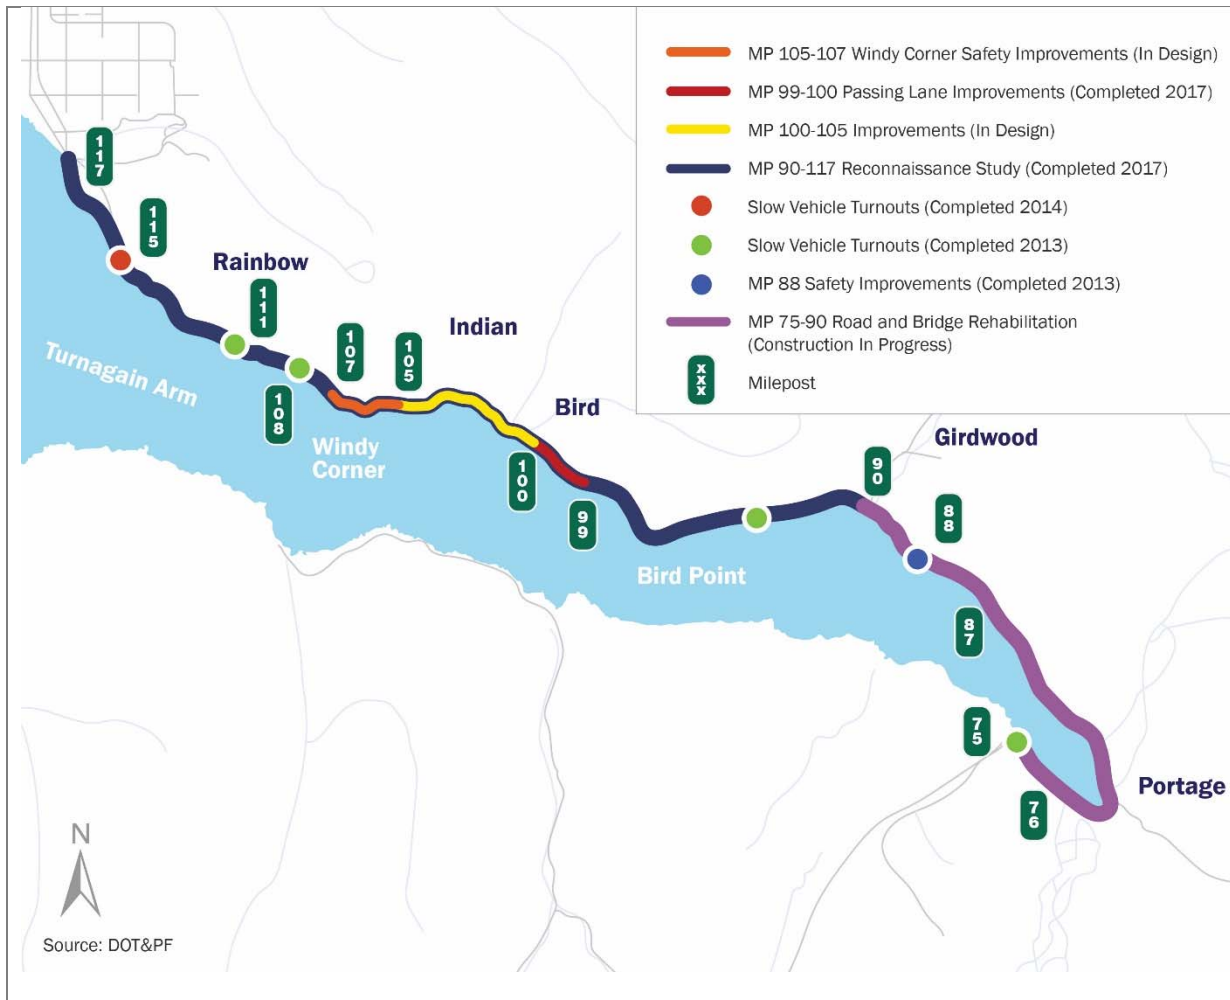 MP 105-107 Windy Corner Safety Improvements (In Design)
MP 99-100 Passing Lane Improvements (Completed 2017)
MP 100-105 Improvements (In Design)
MP 90-117 Reconnaissance Study (Completed 2017)
Slow Vehicle Turnouts (Completed 2014)
Slow Vehicle Turnouts (Completed 2013)
MP 88 Safety Improvements (Completed 2013)
MP 75-90 Road and Bridge Rehabilitation
(Construction In Progress)
xxx
Milepost
117
115
Rainbow
111
Indian
107
105
Turnagain Arm
108
Windy
Corner
Bird
100
99
Girdwood
90
88
Bird Point
87
75
76
Portage
N
Source: DOT&PF